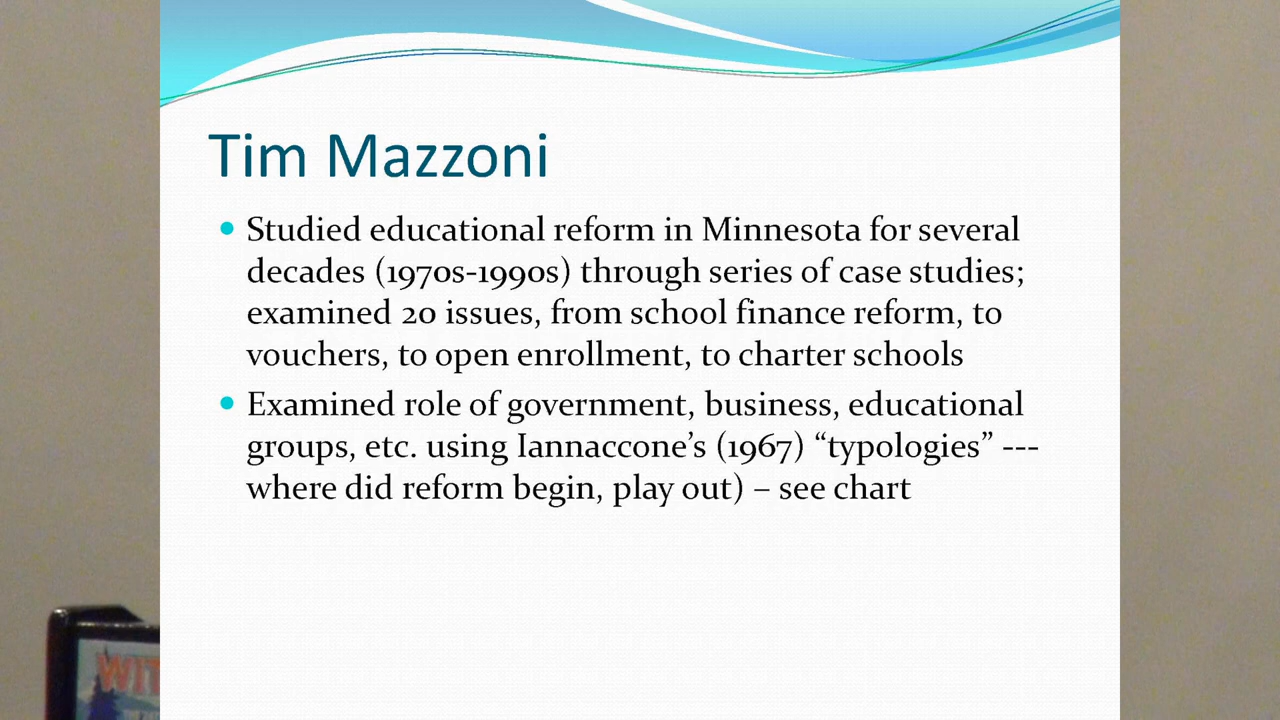 Tim Mazzoni
• Studied educational reform in Minnesota for several
decades (1970s-1990s) through series of case studies;
examined 20 issues, from school finance reform, to
vouchers, to open enrollment, to charter schools
• Examined role of government, business, educational
groups, etc. using Iannaccone’s (1967) “typologies” ---
where did reform begin, play out) – see chart